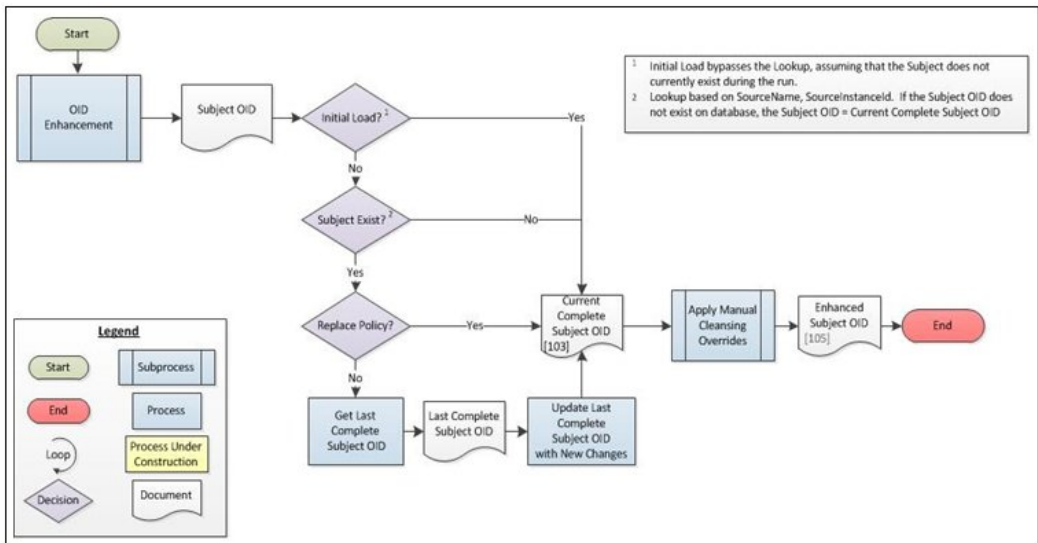 Start
OID
Enhancement
Subject OID
Initial Load? 1
Yes
1 Initial Load bypasses the Lookup, assuming that the Subject does not
currently exist during the run.
2 Lookup based on SourceName, SourceInstanceId. If the Subject OID does
not exist on database, the Subject OID = Current Complete Subject OID
No
Subject Exist? 2
No
Yes
Replace Policy?
Yes
Current
Complete
Subject OID
[103]
Apply Manual
Cleansing
Overrides
Enhanced
Subject OID
[105]
End
No
Get Last
Complete
Subject OID
Last Complete
Subject OID
Update Last
Complete
Subject OID
with New Changes
Legend
Start
Subprocess
End
Process
Loop
Process Under
Construction
Decision
Document